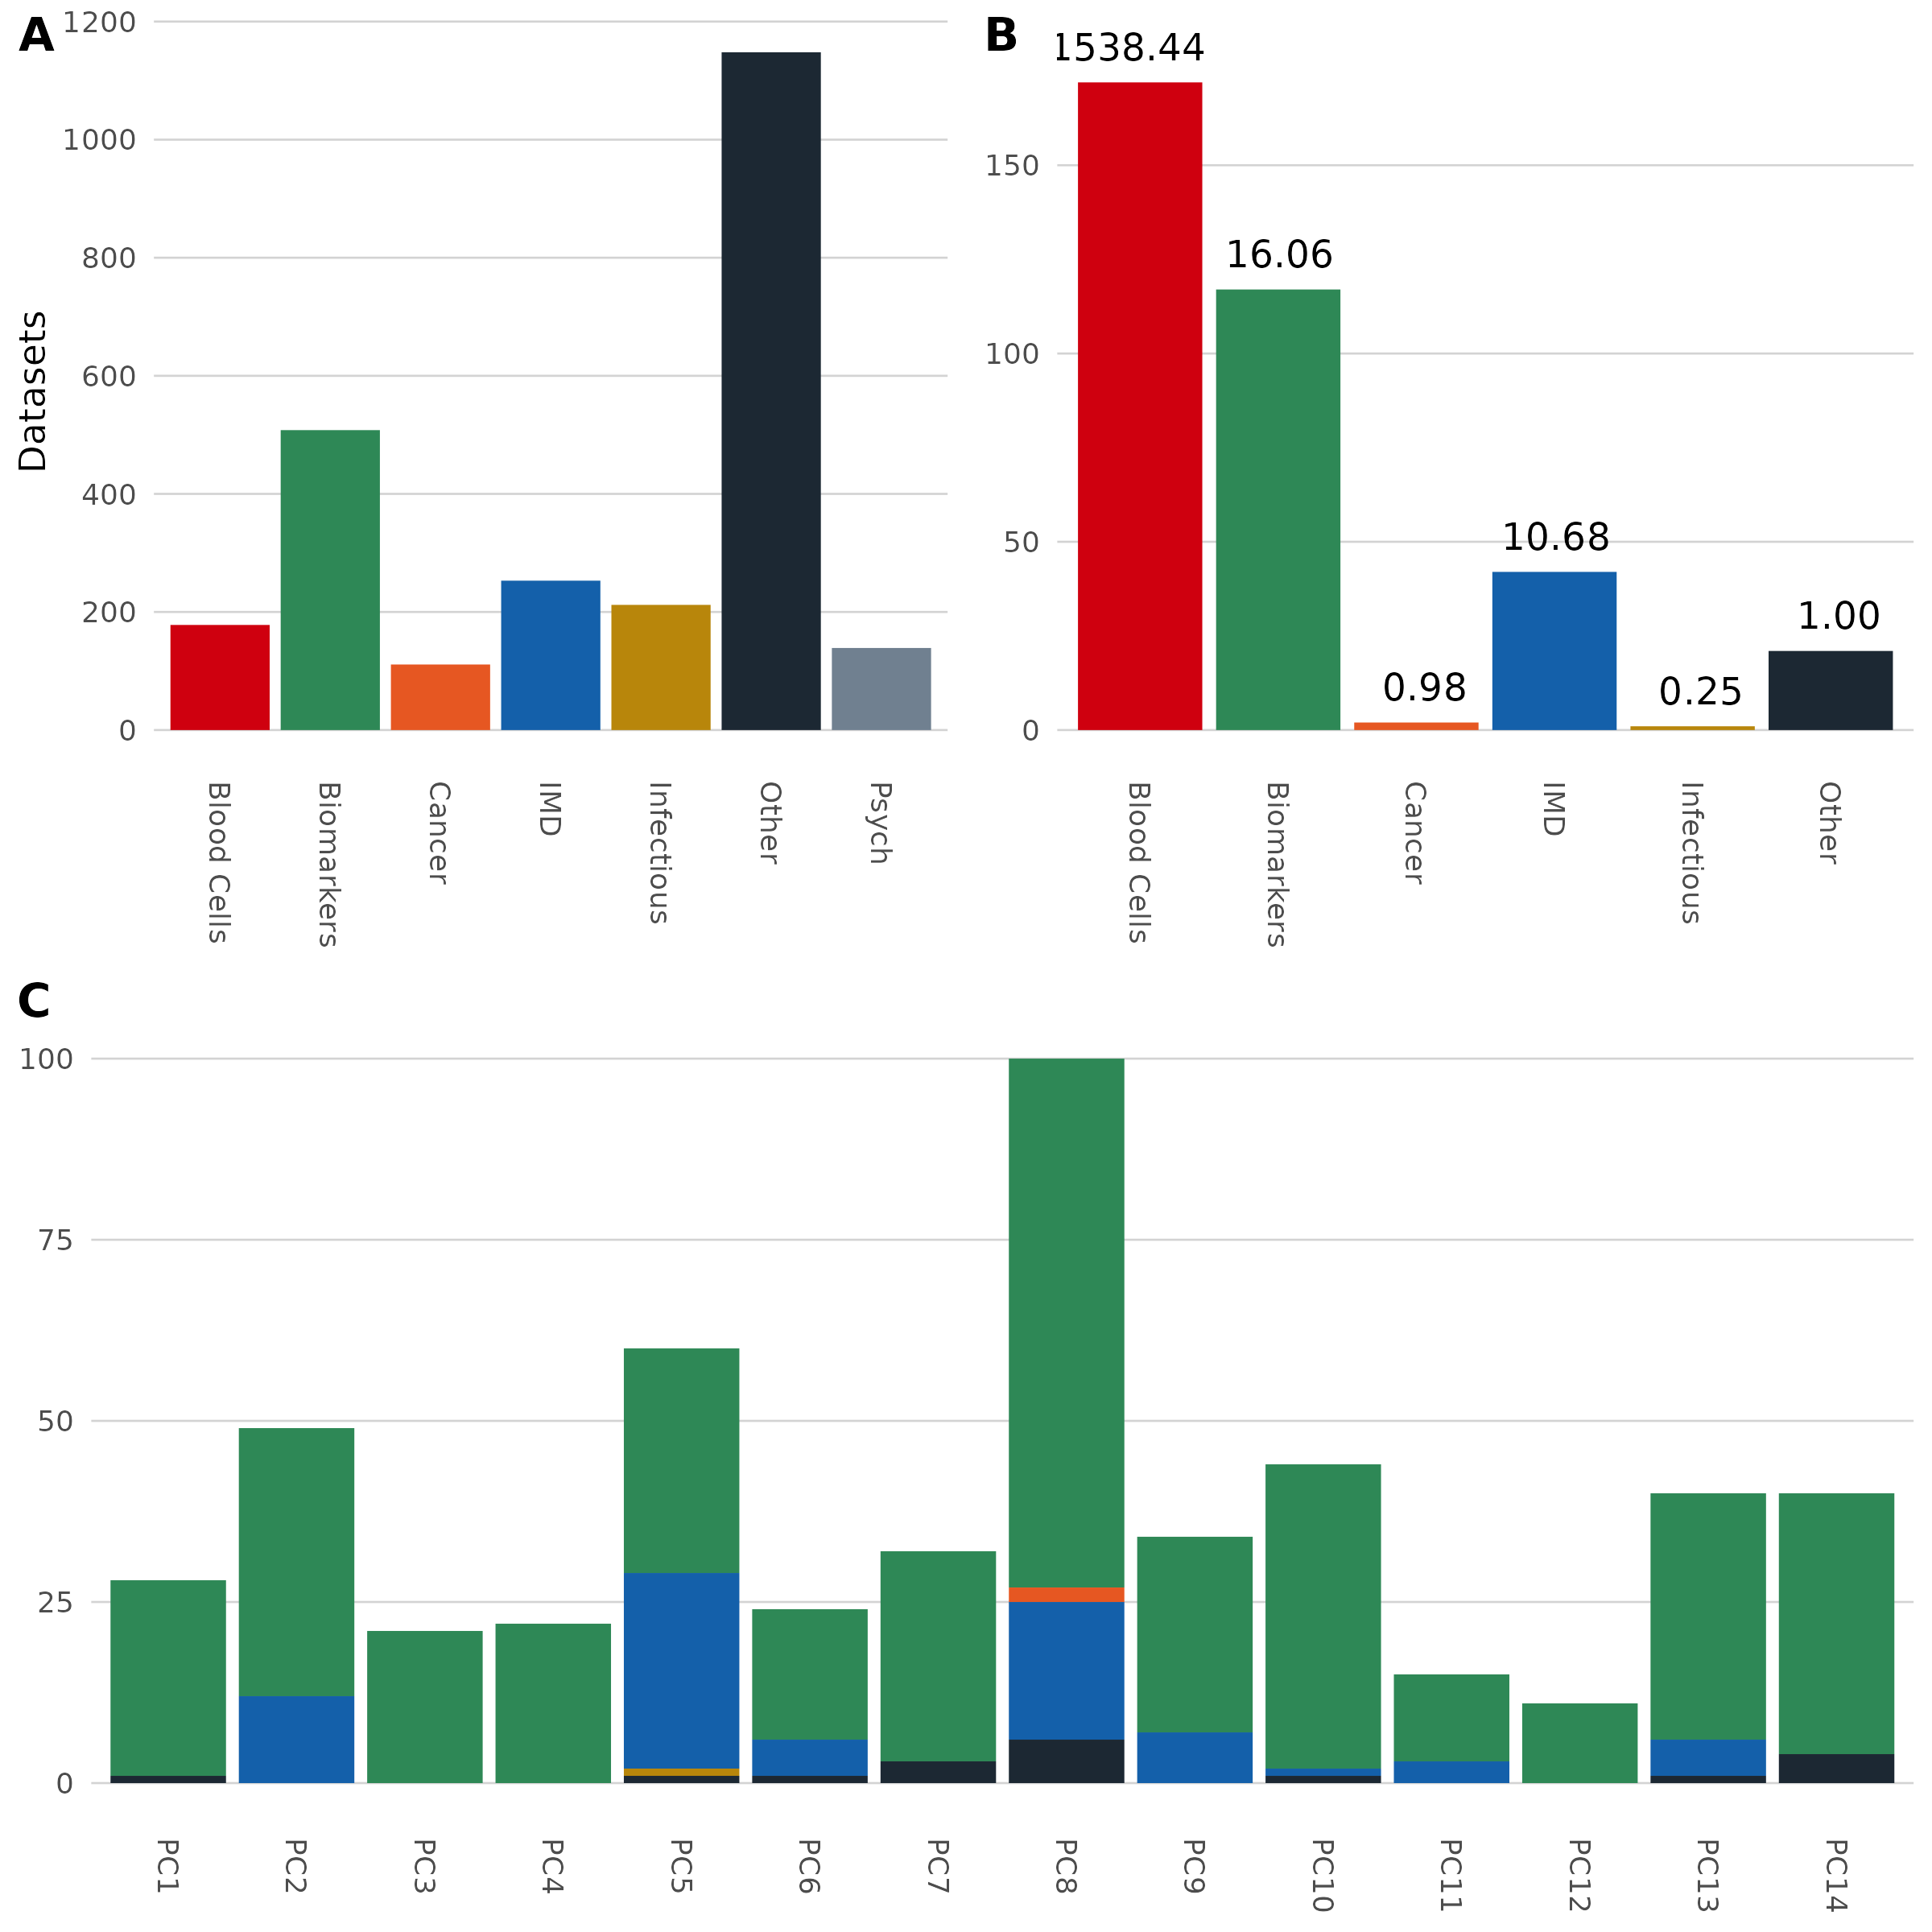 A
1200
1000
800
600
400
200
0
Datasets
Blood Cells
Biomarkers
Cancer
IMD
Infectious
Other
Psych
B
1538.44
150
16.06
100
10.68
50
1.00
0.98
0.25
0
Blood Cells
Biomarkers
Cancer
IMD
Infectious
Other
C
100
75
50
25
0
PC1
PC2
PC3
PC4
PC5
PC6
PC7
PC8
PC9
PC10
PC11
PC12
PC13
PC14